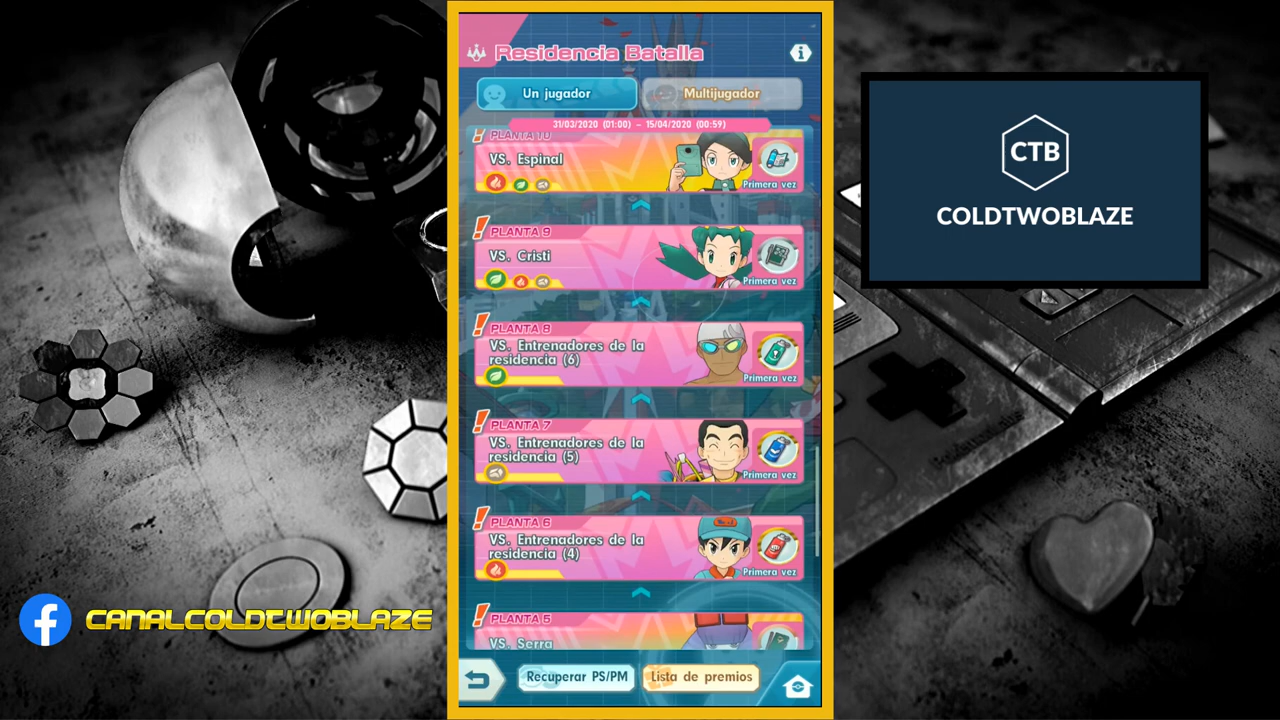 Residencia Batalla
Un jugador
Multijugador
31/03/2020 (01:00) – 15/04/2020 (00:59)
PLANTA 10
VS. Espinal
Primera vez
PLANTA 9
VS. Cristi
Primera vez
PLANTA 8
VS. Entrenadores de la
residencia (6)
Primera vez
PLANTA 7
VS. Entrenadores de la
residencia (5)
Primera vez
PLANTA 6
VS. Entrenadores de la
residencia (4)
Primera vez
PLANTA 5
VS. Serra
Recuperar PS/PM
Lista de premios
CTB
COLDTWOBLAZE
CANALCOLDTWOBLAZE